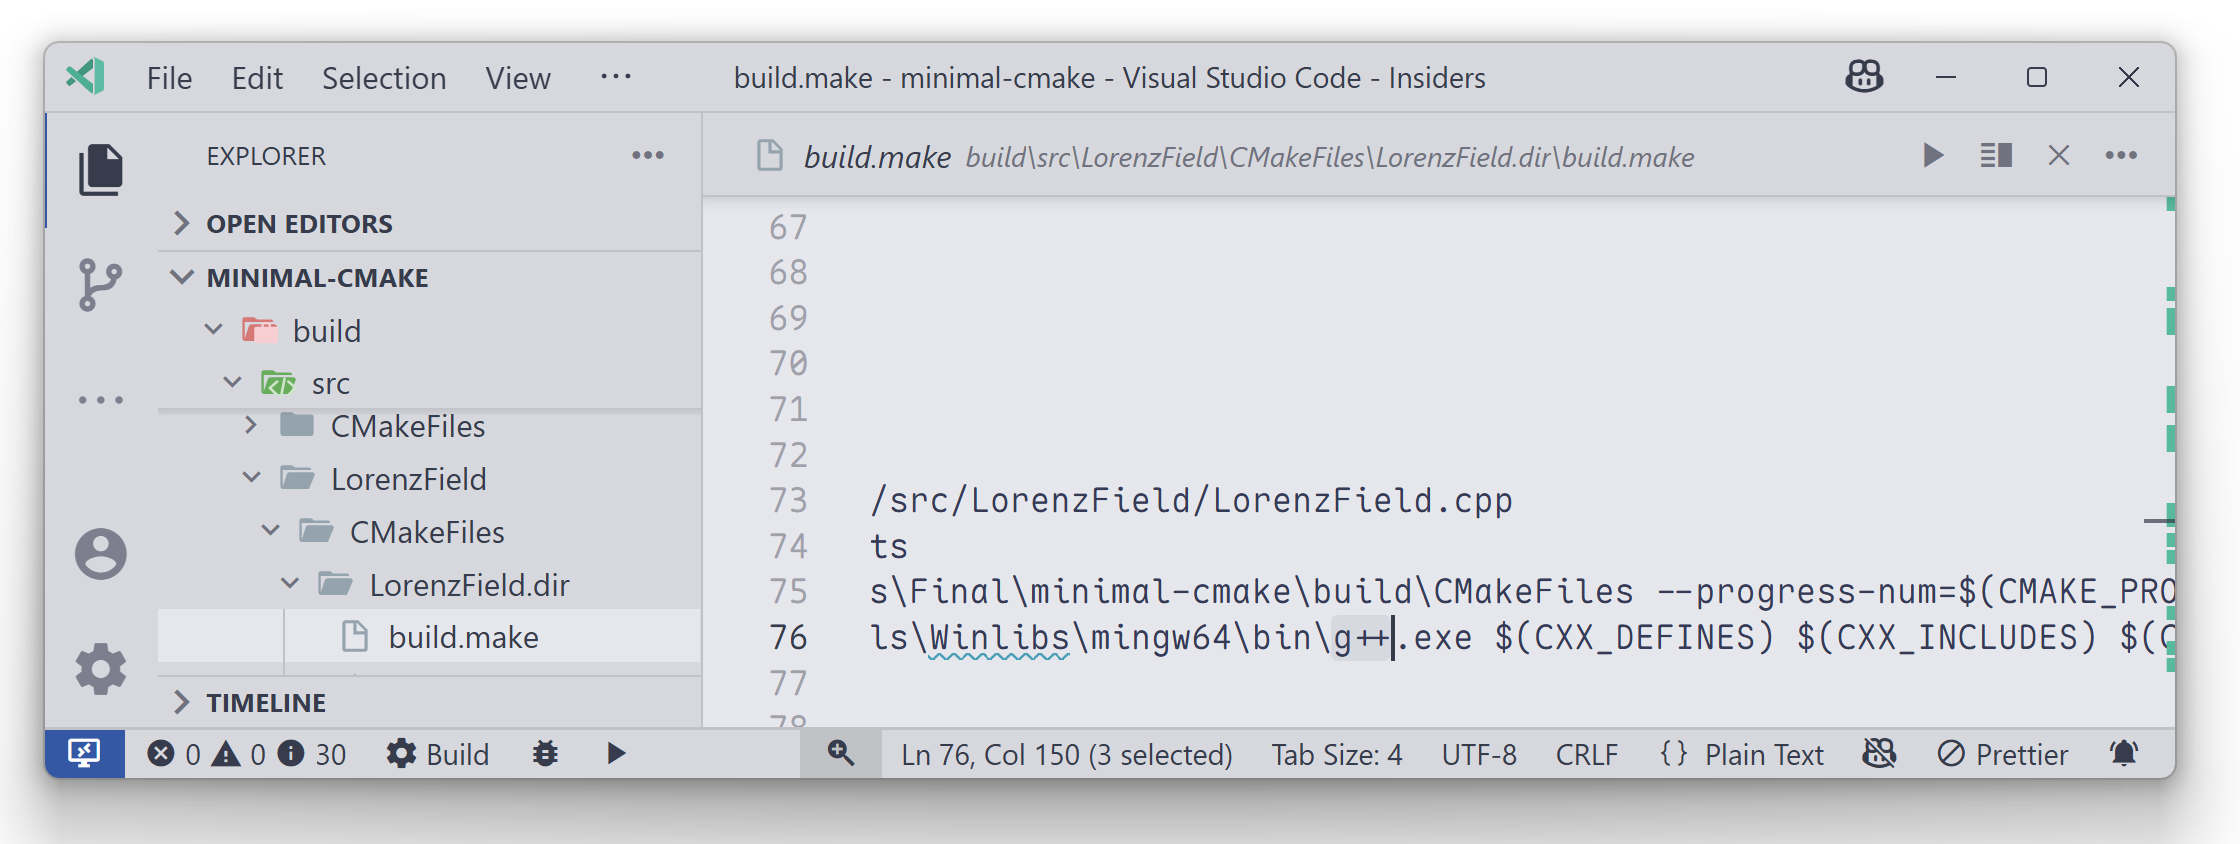 File Edit Selection View ··· build.make - minimal-cmake - Visual Studio Code - Insiders
EXPLORER
OPEN EDITORS
MINIMAL-CMAKE
build
src
CMakeFiles
LorenzField
CMakeFiles
LorenzField.dir
build.make
TIMELINE
build.make build\src\LorenzField\CMakeFiles\LorenzField.dir\build.make
67
68
69
70
71
72
73 /src/LorenzField/LorenzField.cpp
74 ts
75 s\Final\minimal-cmake\build\CMakeFiles --progress-num=$(CMAKE_PRO
76 ls\Winlibs\mingw64\bin\g++.exe $(CXX_DEFINES) $(CXX_INCLUDES) $(C
77
78
0 0 30 Build Ln 76, Col 150 (3 selected) Tab Size: 4 UTF-8 CRLF {} Plain Text Prettier